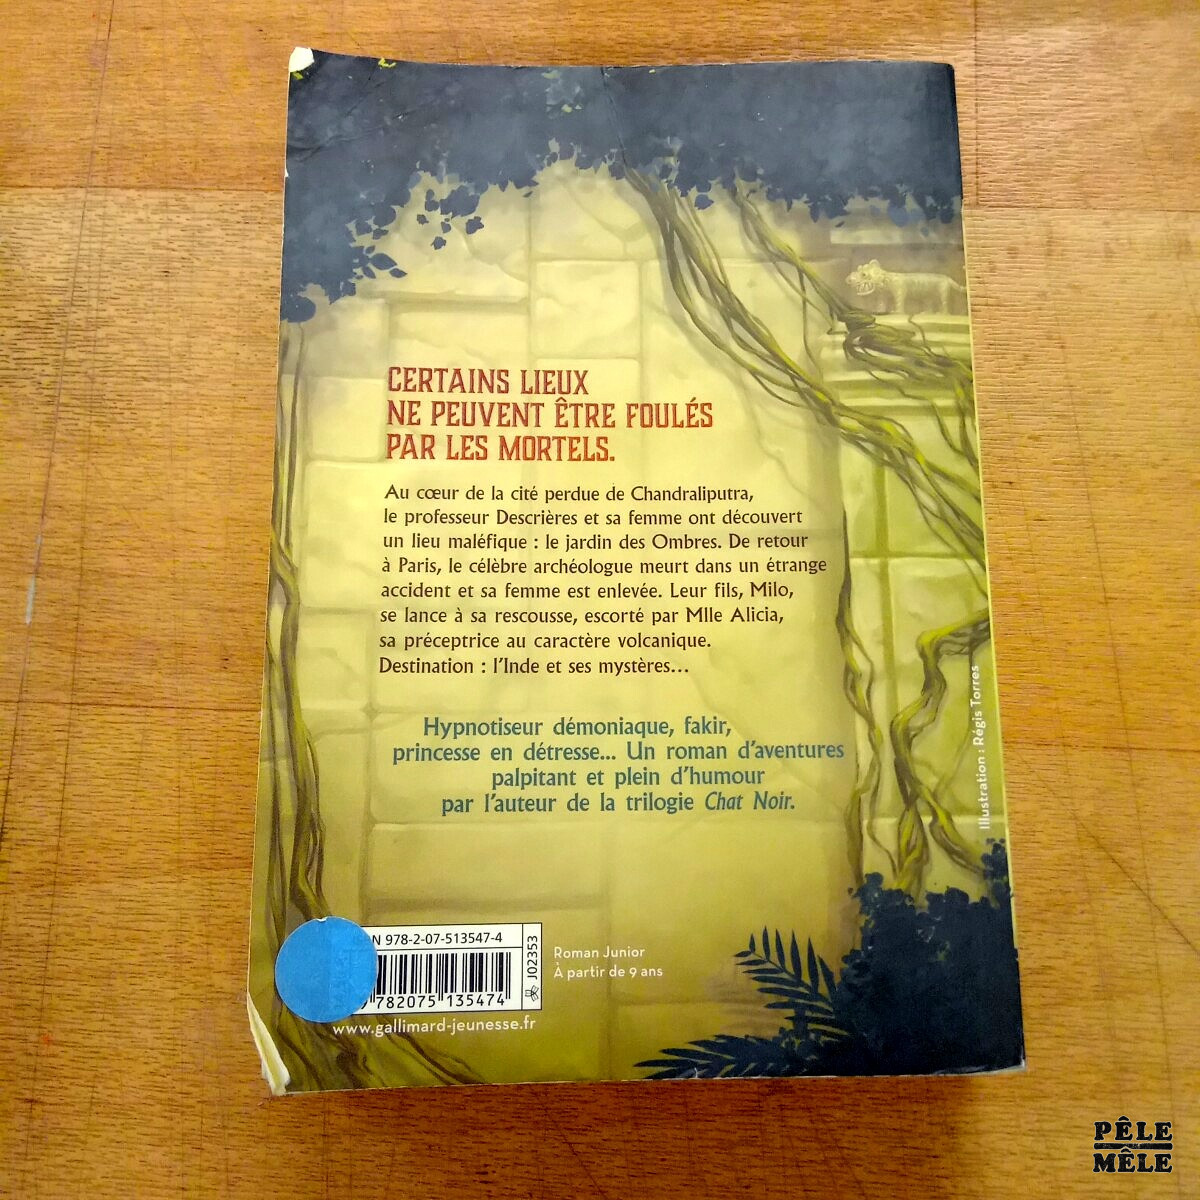 CERTAINS LIEUX
NE PEUVENT ÊTRE FOULÉS
PAR LES MORTELS.
Au cœur de la cité perdue de Chandraliputra,
le professeur Descrières et sa femme ont découvert
un lieu maléfique : le jardin des Ombres. De retour
à Paris, le célèbre archéologue meurt dans un étrange
accident et sa femme est enlevée. Leur fils, Milo,
se lance à sa rescousse, escorté par Mlle Alicia,
sa préceptrice au caractère volcanique.
Destination : l'Inde et ses mystères...
Hypnotiseur démoniaque, fakir,
princesse en détresse... Un roman d'aventures
palpitant et plein d'humour
par l'auteur de la trilogie Chat Noir.
Illustration : Régis Torres
978-2-07-513547-4
782075 135474
J02353
Roman Junior
À partir de 9 ans
www.gallimard-jeunesse.fr
PÊLE
MÊLE